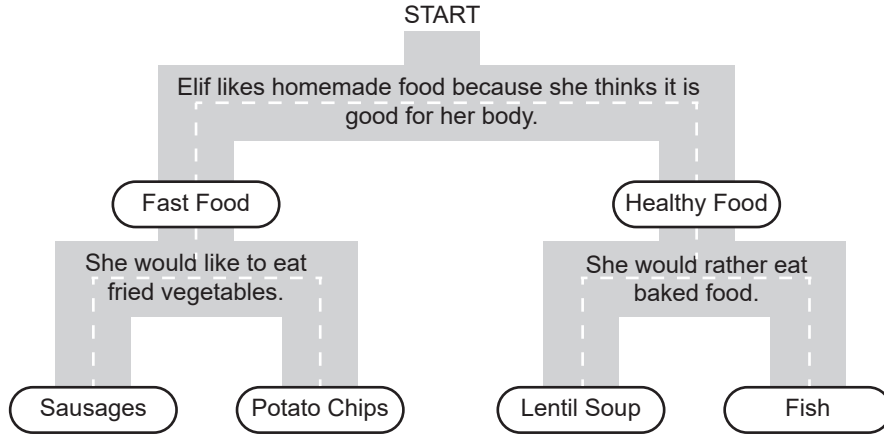 START
Elif likes homemade food because she thinks it is
good for her body.
Fast Food
Healthy Food
She would like to eat
fried vegetables.
She would rather eat
baked food.
Sausages
Potato Chips
Lentil Soup
Fish